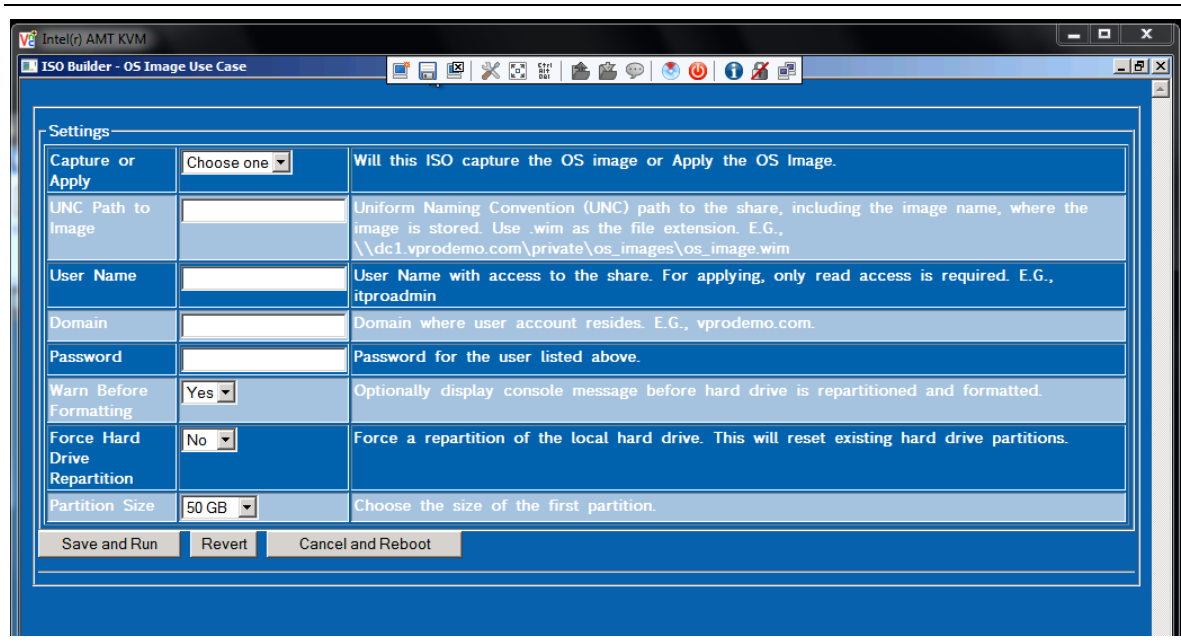 Intel(r) AMT KVM
ISO Builder - OS Image Use Case
Ctrl
Alt
Del
Settings
Capture or
Apply
Choose one
Will this ISO capture the OS image or Apply the OS Image.
UNC Path to
Image
Uniform Naming Convention (UNC) path to the share, including the image name, where the
image is stored. Use .wim as the file extension. E.G.,
\\dc1.vprodemo.com\private\os_images\os_image.wim
User Name
User Name with access to the share. For applying, only read access is required. E.G.,
itproadmin
Domain
Domain where user account resides. E.G., vprodemo.com.
Password
Password for the user listed above.
Warn Before
Formatting
Yes
Optionally display console message before hard drive is repartitioned and formatted.
Force Hard
Drive
Repartition
No
Force a repartition of the local hard drive. This will reset existing hard drive partitions.
Partition Size
50 GB
Choose the size of the first partition.
Save and Run
Revert
Cancel and Reboot